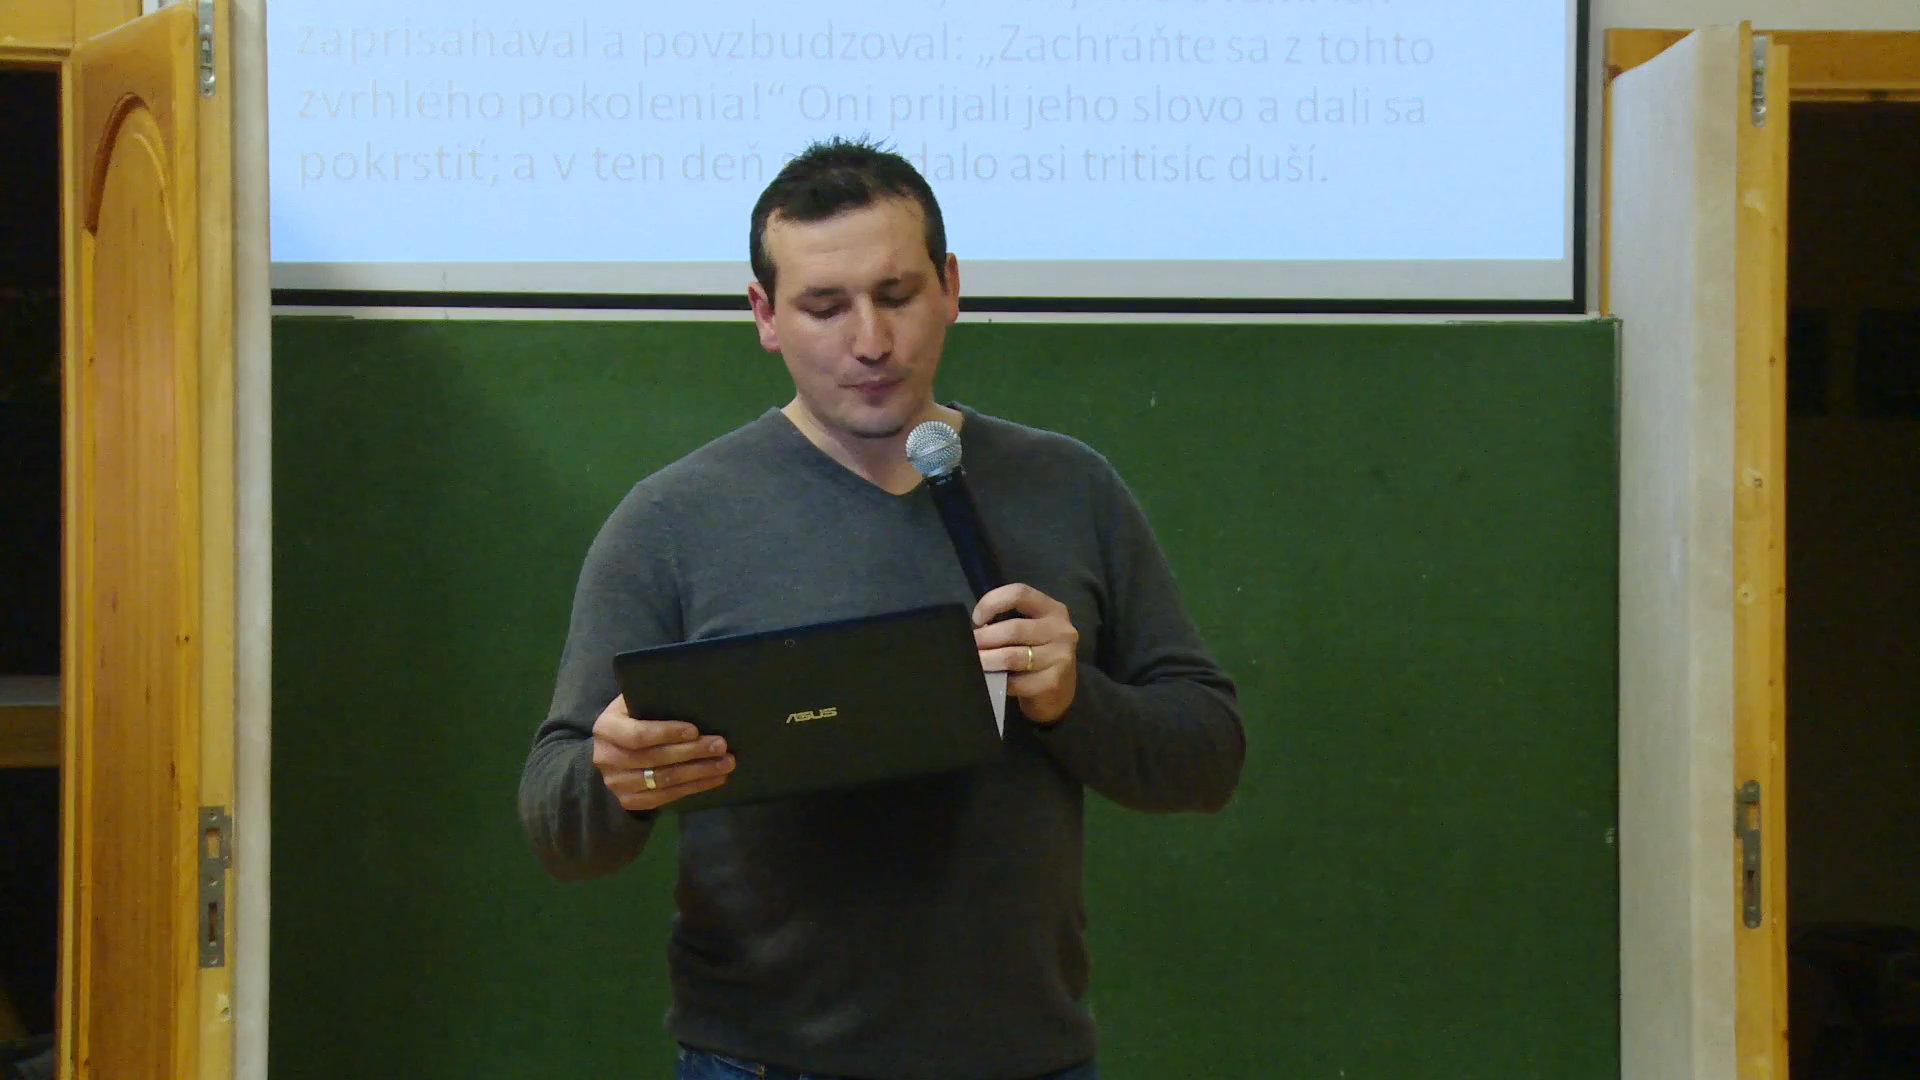 zaprisahával a povzbudzoval: „Zachráňte sa z tohto
zvrhlého pokolenia!“ Oni prijali jeho slovo a dali sa
pokrstiť; a v ten deň dalo asi tritisíc duší.
ASUS